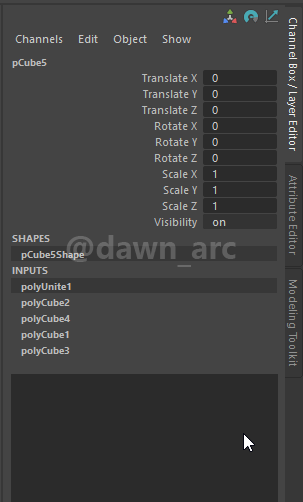 Channels Edit Object Show
pCube5
Translate X 0
Translate Y 0
Translate Z 0
Rotate X 0
Rotate Y 0
Rotate Z 0
Scale X 1
Scale Y 1
Scale Z 1
Visibility on
SHAPES
@dawn_arc
pCube5Shape
INPUTS
polyUnite1
polyCube2
polyCube4
polyCube1
polyCube3
Channel Box / Layer Editor
Attribute Editor
Modeling Toolkit